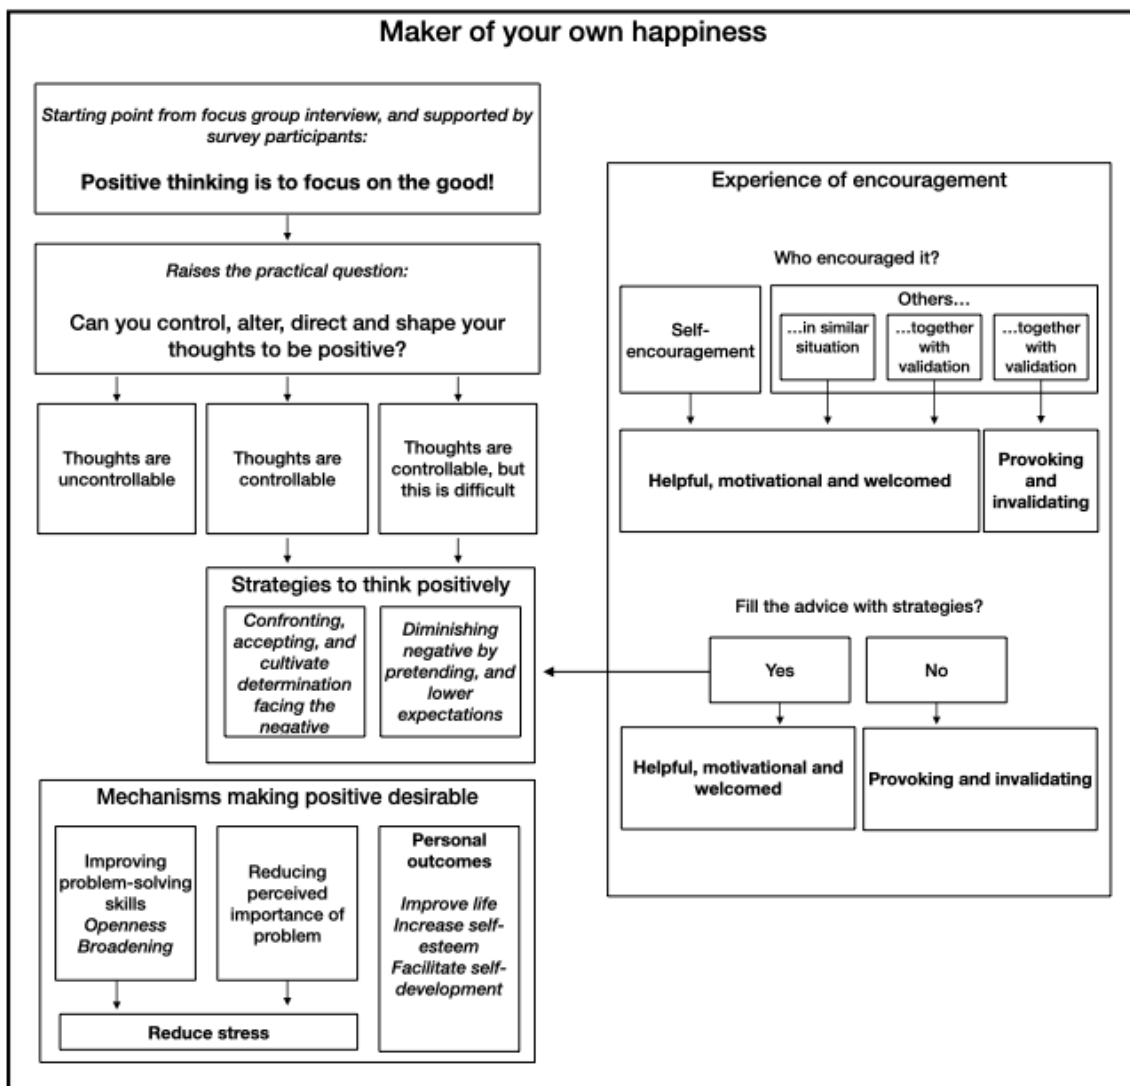 Maker of your own happiness
Starting point from focus group interview, and supported by
survey participants:
Positive thinking is to focus on the good!
Raises the practical question:
Can you control, alter, direct and shape your
thoughts to be positive?
Thoughts are
uncontrollable
Thoughts are
controllable
Thoughts are
controllable, but
this is difficult
Strategies to think positively
Confronting,
accepting, and
cultivate
determination
facing the
negative
Diminishing
negative by
pretending, and
lower
expectations
Mechanisms making positive desirable
Improving
problem-solving
skills
Openness
Broadening
Reducing
perceived
importance of
problem
Reduce stress
Personal
outcomes
Improve life
Increase self-
esteem
Facilitate self-
development
Experience of encouragement
Who encouraged it?
Self-
encouragement
Others...
...in similar
situation
...together
with
validation
...together
with
validation
Helpful, motivational and welcomed
Provoking
and
invalidating
Fill the advice with strategies?
Yes
No
Helpful, motivational and
welcomed
Provoking and invalidating